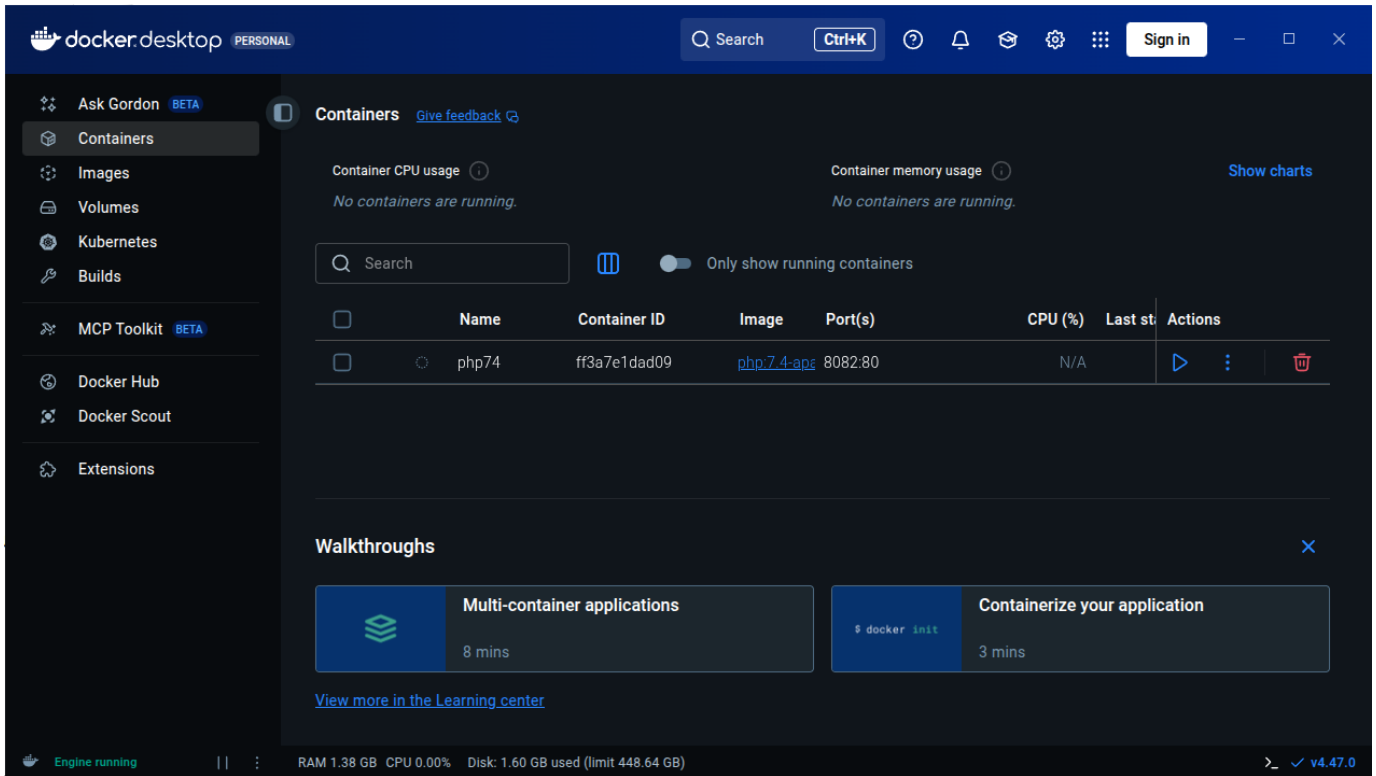 docker.desktop PERSONAL Search Ctrl+K Sign in
Ask Gordon BETA
Containers
Images
Volumes
Kubernetes
Builds
MCP Toolkit BETA
Docker Hub
Docker Scout
Extensions
Containers Give feedback
Container CPU usage
No containers are running.
Container memory usage
No containers are running.
Show charts
Search
Only show running containers
Name Container ID Image Port(s) CPU (%) Last sta Actions
php74 ff3a7e1dad09 php:7.4-apa 8082:80 N/A
Walkthroughs
Multi-container applications
8 mins
$ docker init
Containerize your application
3 mins
View more in the Learning center
Engine running RAM 1.38 GB CPU 0.00% Disk: 1.60 GB used (limit 448.64 GB) v4.47.0